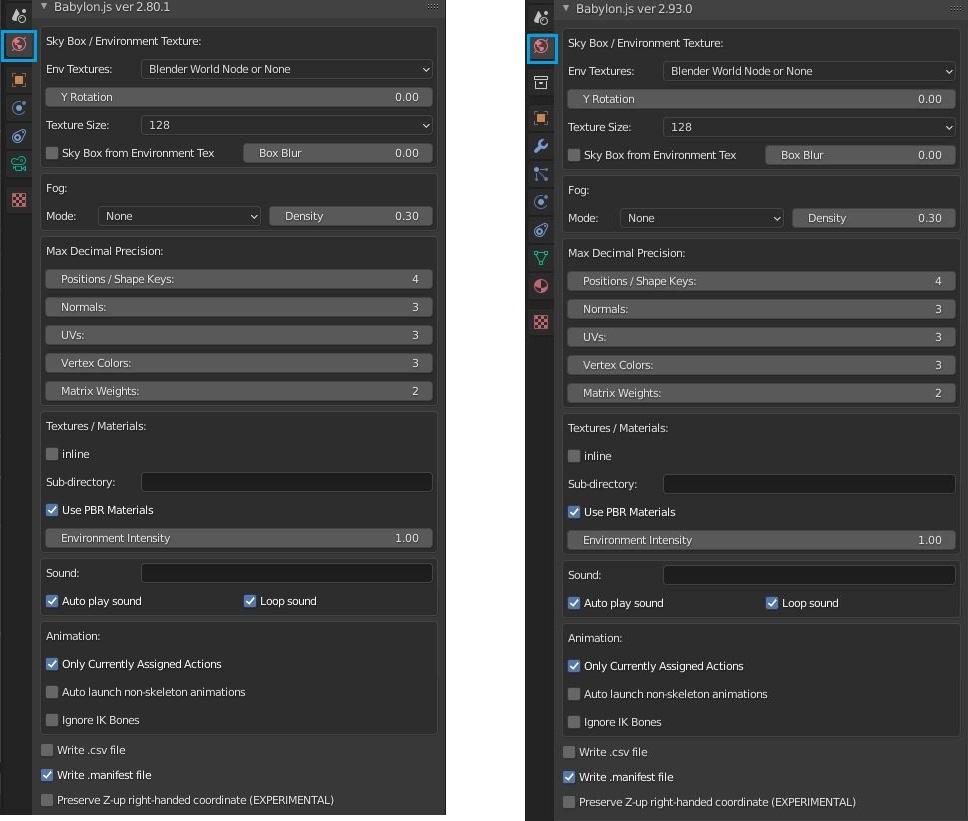 Babylon.js ver 2.80.1
Sky Box / Environment Texture:
Env Textures: Blender World Node or None
Y Rotation 0.00
Texture Size: 128
Sky Box from Environment Tex Box Blur 0.00
Fog:
Mode: None Density 0.30
Max Decimal Precision:
Positions / Shape Keys: 4
Normals: 3
UVs: 3
Vertex Colors: 3
Matrix Weights: 2
Textures / Materials:
inline
Sub-directory:
Use PBR Materials
Environment Intensity 1.00
Sound:
Auto play sound Loop sound
Animation:
Only Currently Assigned Actions
Auto launch non-skeleton animations
Ignore IK Bones
Write .csv file
Write .manifest file
Preserve Z-up right-handed coordinate (EXPERIMENTAL)
Babylon.js ver 2.93.0
Sky Box / Environment Texture:
Env Textures: Blender World Node or None
Y Rotation 0.00
Texture Size: 128
Sky Box from Environment Tex Box Blur 0.00
Fog:
Mode: None Density 0.30
Max Decimal Precision:
Positions / Shape Keys: 4
Normals: 3
UVs: 3
Vertex Colors: 3
Matrix Weights: 2
Textures / Materials:
inline
Sub-directory:
Use PBR Materials
Environment Intensity 1.00
Sound:
Auto play sound Loop sound
Animation:
Only Currently Assigned Actions
Auto launch non-skeleton animations
Ignore IK Bones
Write .csv file
Write .manifest file
Preserve Z-up right-handed coordinate (EXPERIMENTAL)